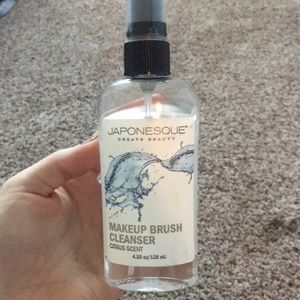 JAPONESQUE®
CREATE BEAUTY
MAKEUP BRUSH
CLEANSER
CITRUS SCENT
4.25 oz/128 mL